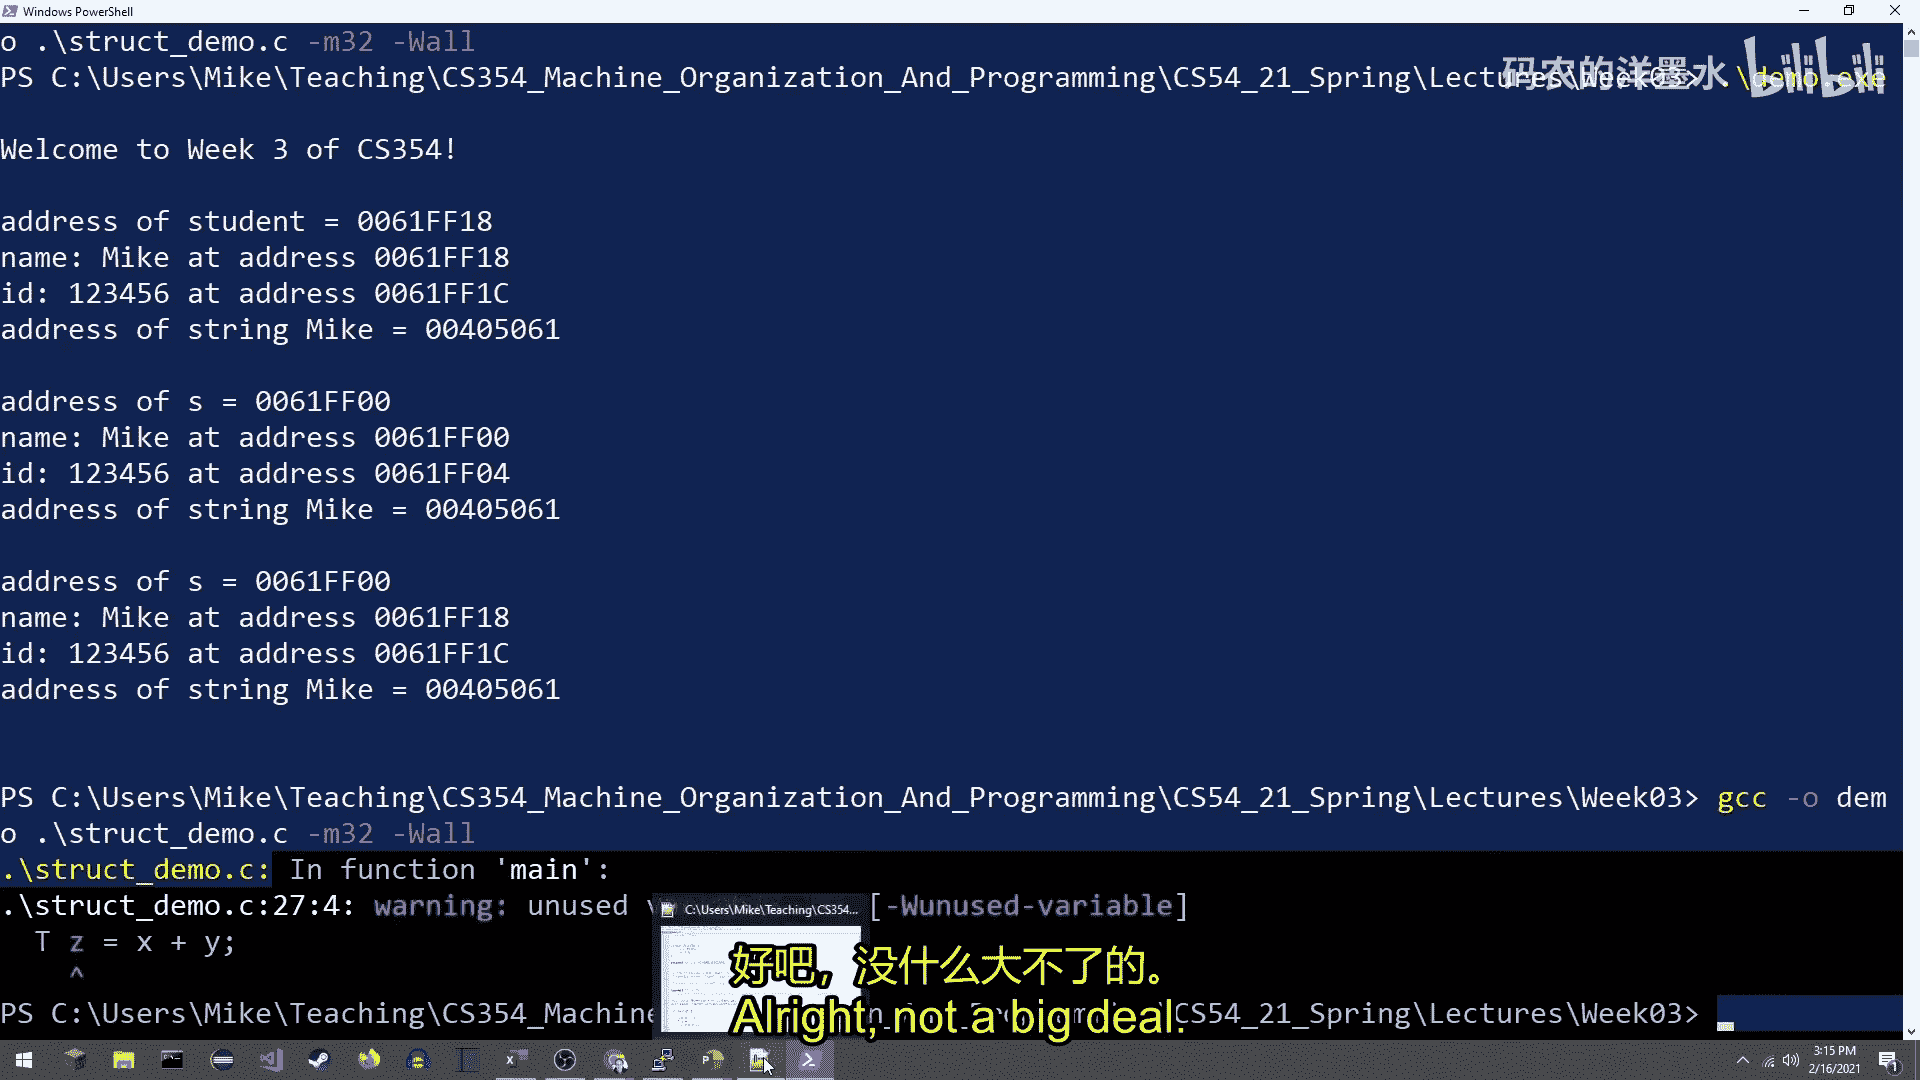 Windows PowerShell
o .\struct_demo.c -m32 -Wall
PS C:\Users\Mike\Teaching\CS354_Machine_Organization_And_Programming\CS54_21_Spring\Lectures\Week03> .\demo.exe
码农的洋墨水 bilibili
Welcome to Week 3 of CS354!
address of student = 0061FF18
name: Mike at address 0061FF18
id: 123456 at address 0061FF1C
address of string Mike = 00405061
address of s = 0061FF00
name: Mike at address 0061FF00
id: 123456 at address 0061FF04
address of string Mike = 00405061
address of s = 0061FF00
name: Mike at address 0061FF18
id: 123456 at address 0061FF1C
address of string Mike = 00405061
PS C:\Users\Mike\Teaching\CS354_Machine_Organization_And_Programming\CS54_21_Spring\Lectures\Week03> gcc -o dem
o .\struct_demo.c -m32 -Wall
.\struct_demo.c: In function 'main':
.\struct_demo.c:27:4: warning: unused [-Wunused-variable]
C:\Users\Mike\Teaching\CS354...
T z = x + y;
^
好吧，没什么大不了的。
PS C:\Users\Mike\Teaching\CS354_Machine CS54_21_Spring\Lectures\Week03>
Alright, not a big deal.
3:15 PM
2/16/2021